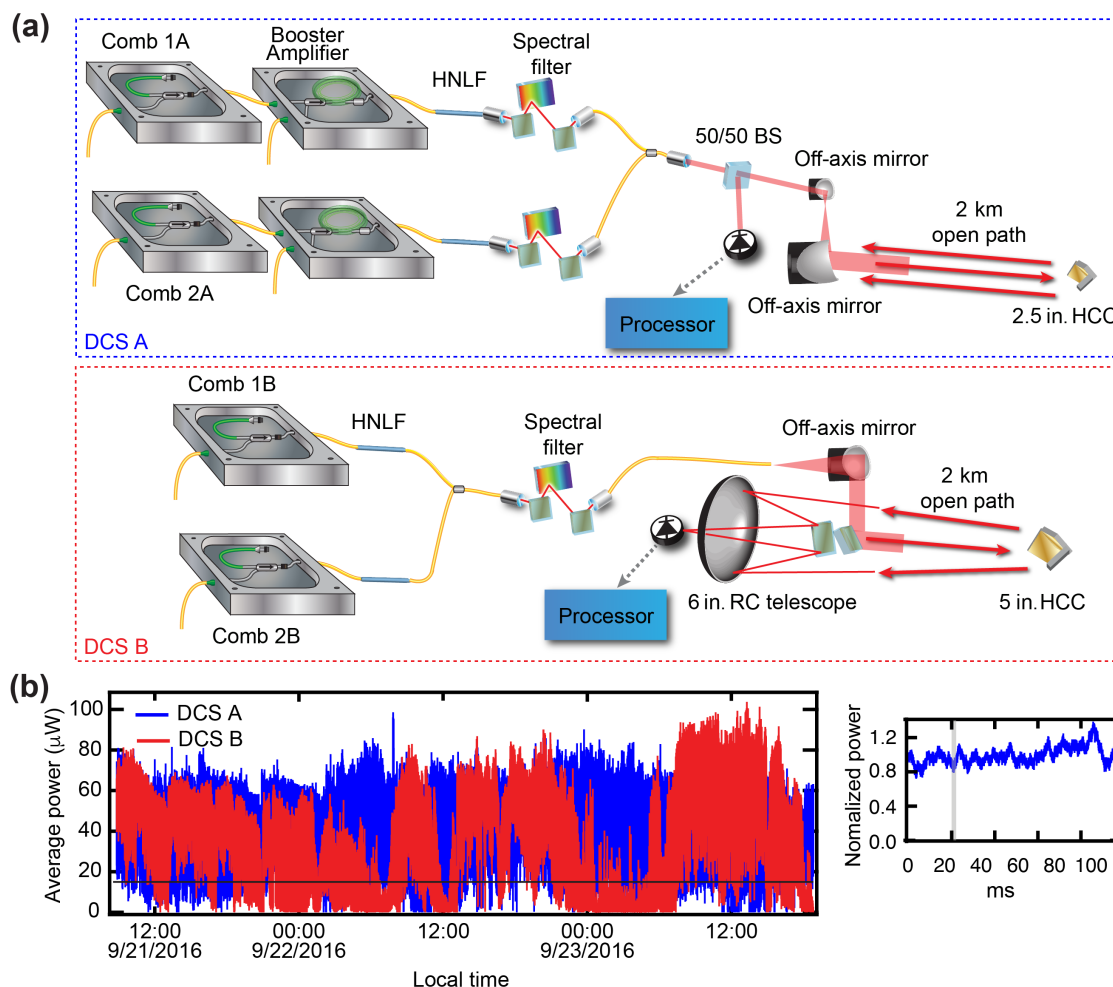 (a)
Comb 1A
Booster
Amplifier
HNLF
Spectral
filter
50/50 BS
Off-axis mirror
2 km
open path
Comb 2A
Processor
Off-axis mirror
2.5 in. HCC
DCS A
Comb 1B
HNLF
Spectral
filter
Off-axis mirror
2 km
open path
Processor
6 in. RC telescope
5 in. HCC
Comb 2B
DCS B
(b)
Average power (µW)
100
80
60
40
20
0
DCS A
DCS B
12:00 00:00 12:00 00:00 12:00
9/21/2016 9/22/2016 9/23/2016
Local time
Nomalized power
1.2
0.8
0.4
0.0
0 20 40 60 80 100
ms